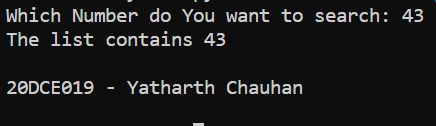 Which Number do You want to search: 43
The list contains 43
20DCE019 - Yatharth Chauhan